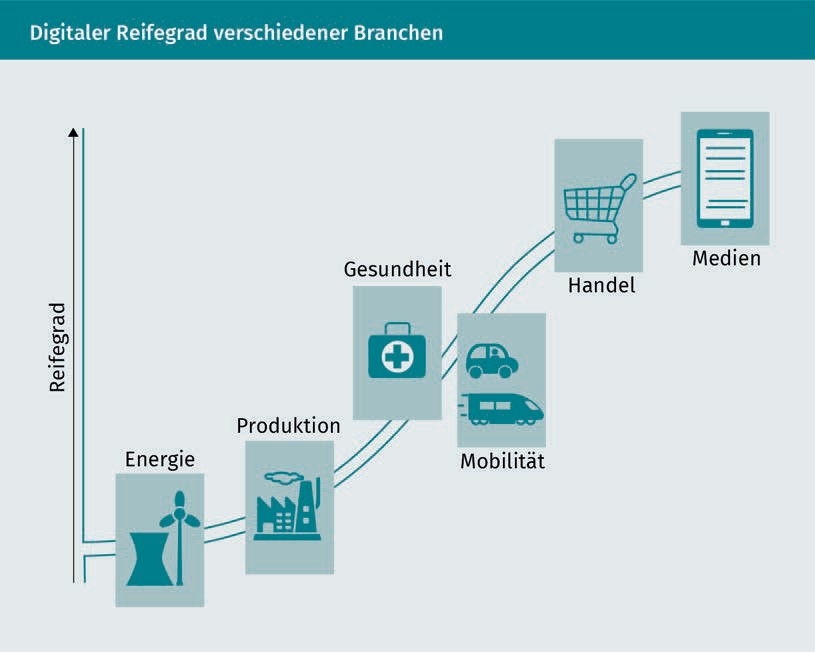 Digitaler Reifegrad verschiedener Branchen
Reifegrad
Energie
Produktion
Gesundheit
Mobilität
Handel
Medien